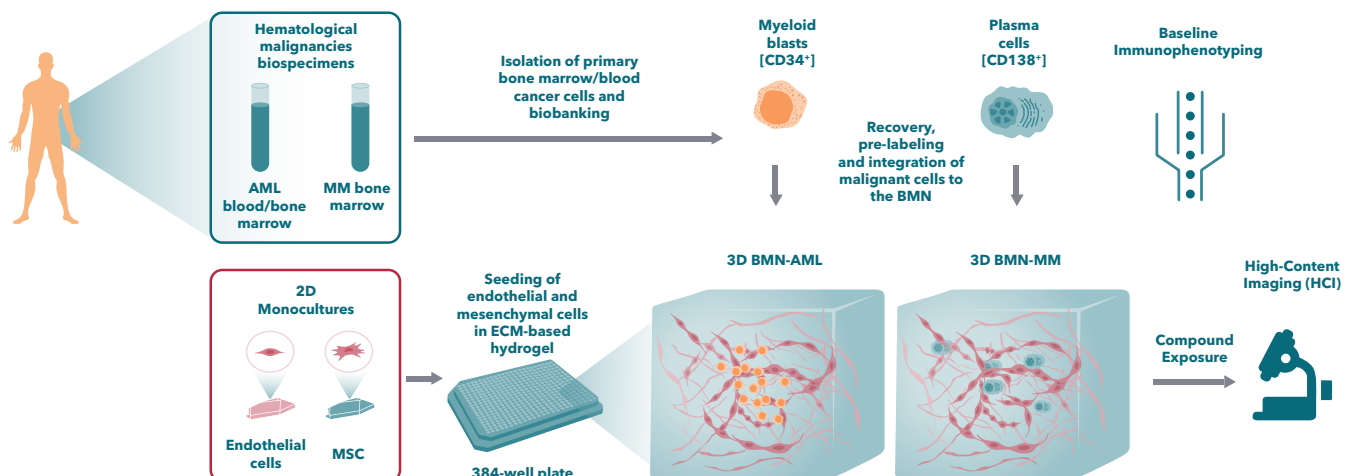 Hematological
malignancies
biospecimens
AML
blood/bone
marrow
MM bone
marrow
Isolation of primary
bone marrow/blood
cancer cells and
biobanking
Myeloid
blasts
[CD34⁺]
Recovery,
pre-labeling
and integration of
malignant cells to
the BMN
Plasma
cells
[CD138⁺]
Baseline
Immunophenotyping
2D
Monocultures
Endothelial
cells
MSC
Seeding of
endothelial and
mesenchymal cells
in ECM-based
hydrogel
384-well plate
3D BMN-AML
3D BMN-MM
Compound
Exposure
High-Content
Imaging (HCI)